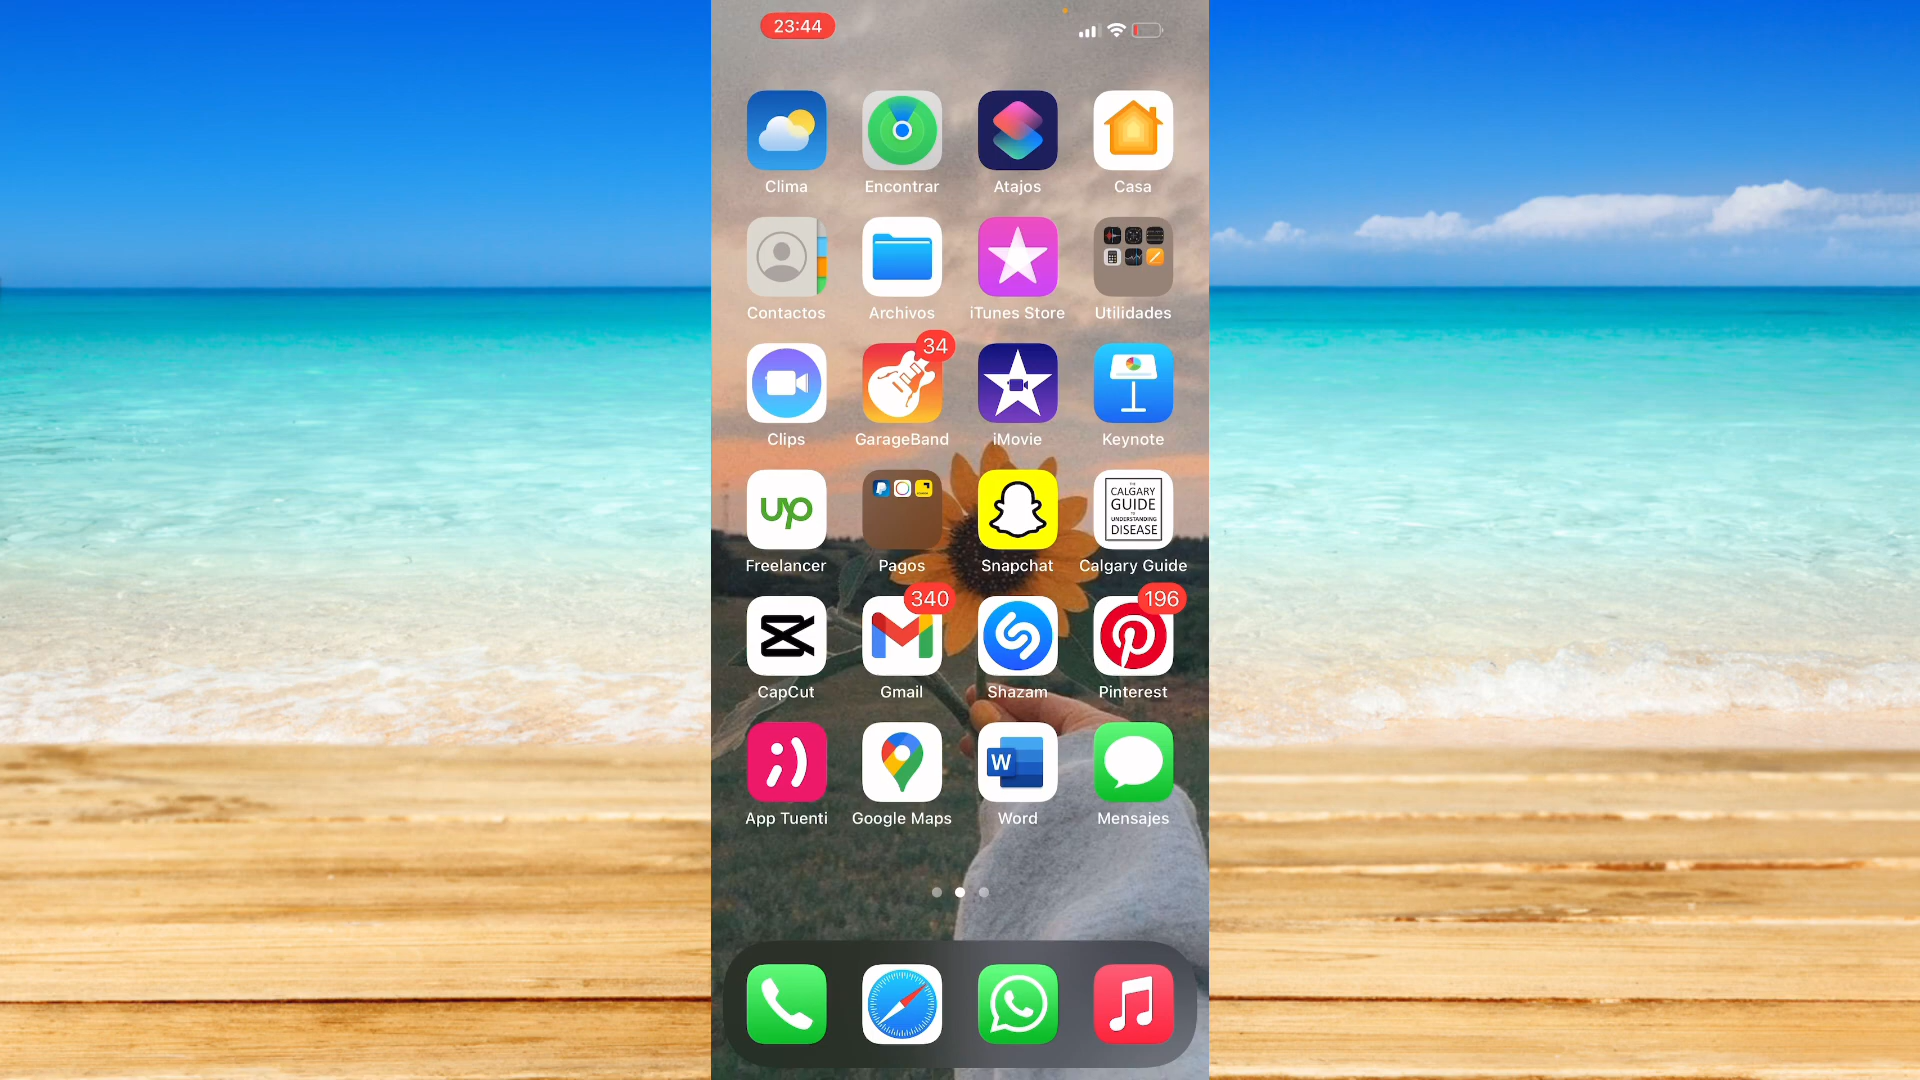 23:44
Clima Encontrar Atajos Casa
Contactos Archivos iTunes Store Utilidades
34
Clips GarageBand iMovie Keynote
up
CALGARY
GUIDE
UNDERSTANDING
DISEASE
Freelancer Pagos Snapchat Calgary Guide
340 196
CapCut Gmail Shazam Pinterest
W
App Tuenti Google Maps Word Mensajes